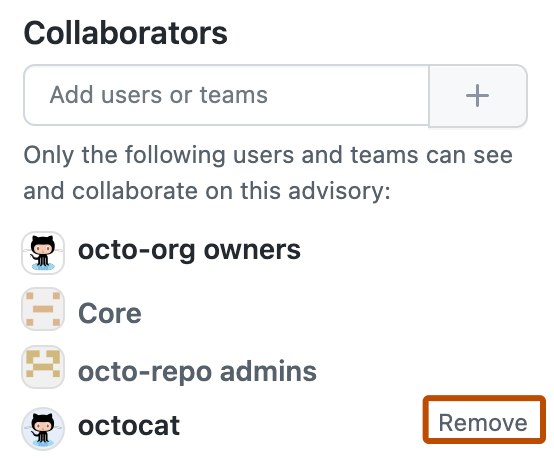 Collaborators
Add users or teams
Only the following users and teams can see
and collaborate on this advisory:
octo-org owners
Core
octo-repo admins
octocat
Remove